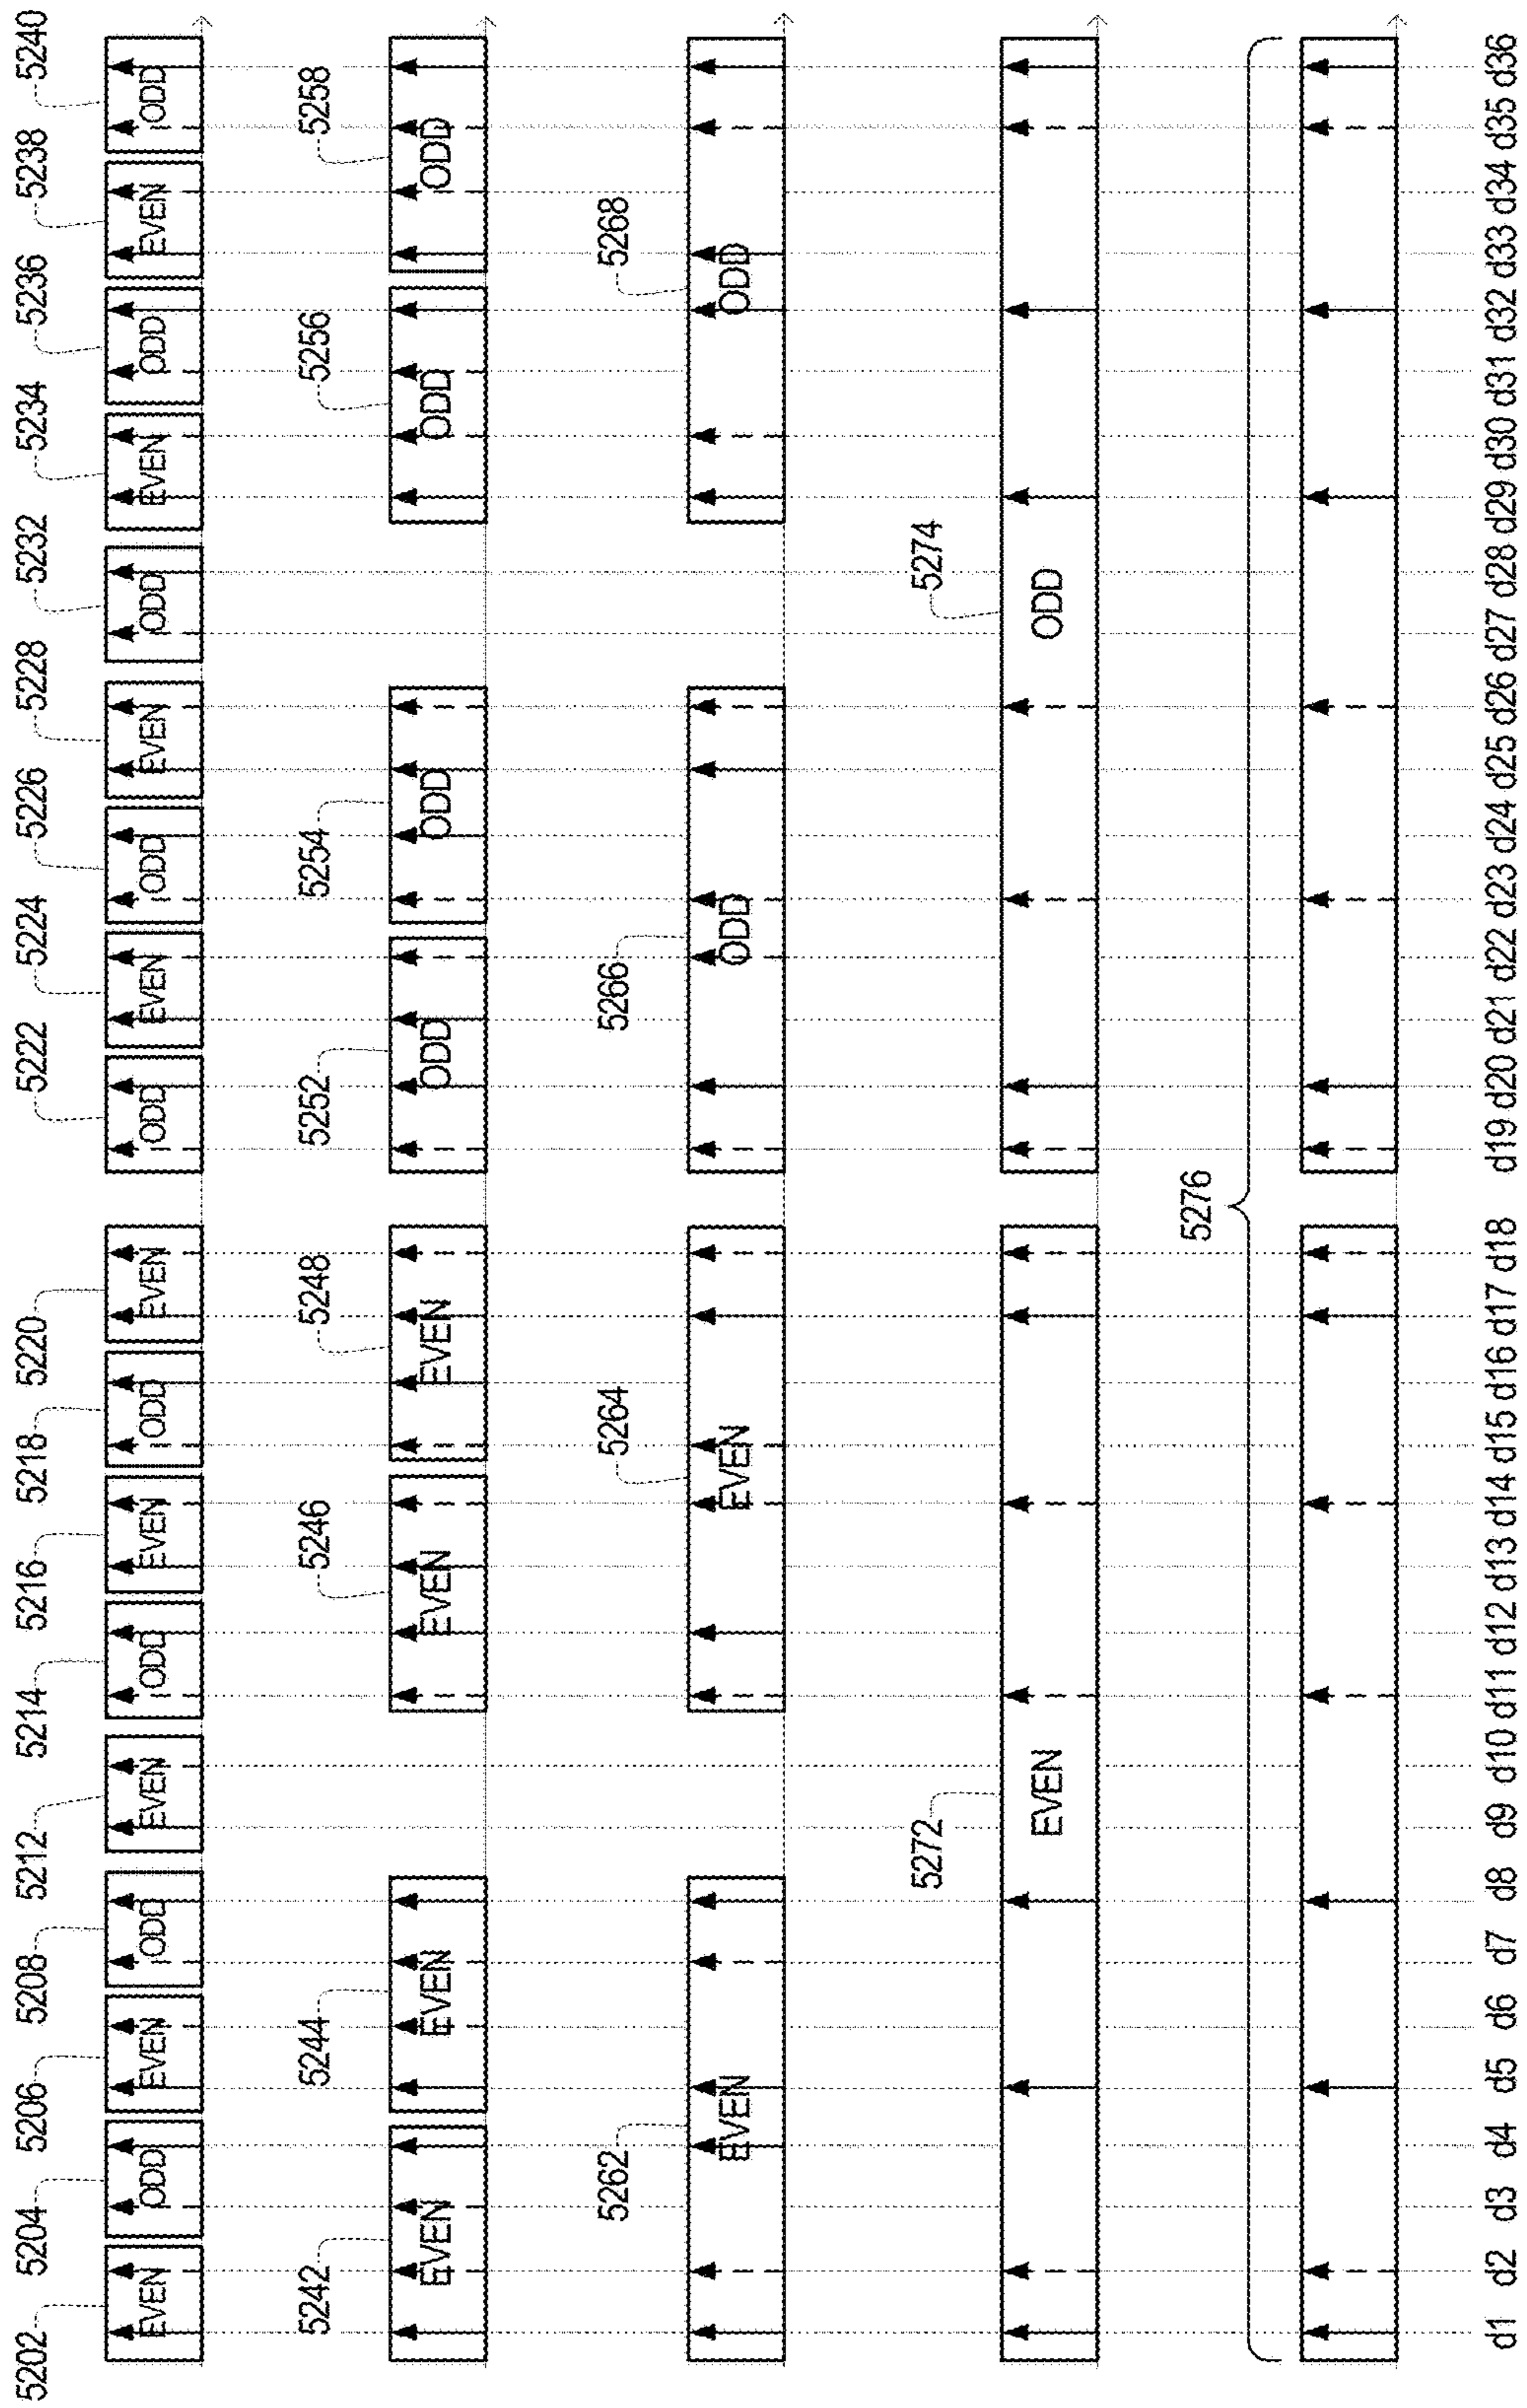 5202 5204 5206 5208 5212 5214 5216 5218 5220 5222 5224 5226 5228 5232 5234 5236 5238 5240
EVEN ODD EVEN ODD EVEN ODD EVEN ODD EVEN ODD EVEN ODD EVEN ODD EVEN ODD EVEN ODD
5242 5244 5246 5248 5252 5254 5256 5258
EVEN EVEN EVEN EVEN ODD ODD ODD ODD
5262 5264 5266 5268
EVEN EVEN ODD ODD
5272 5274
EVEN ODD
5276
d1 d2 d3 d4 d5 d6 d7 d8 d9 d10 d11 d12 d13 d14 d15 d16 d17 d18 d19 d20 d21 d22 d23 d24 d25 d26 d27 d28 d29 d30 d31 d32 d33 d34 d35 d36